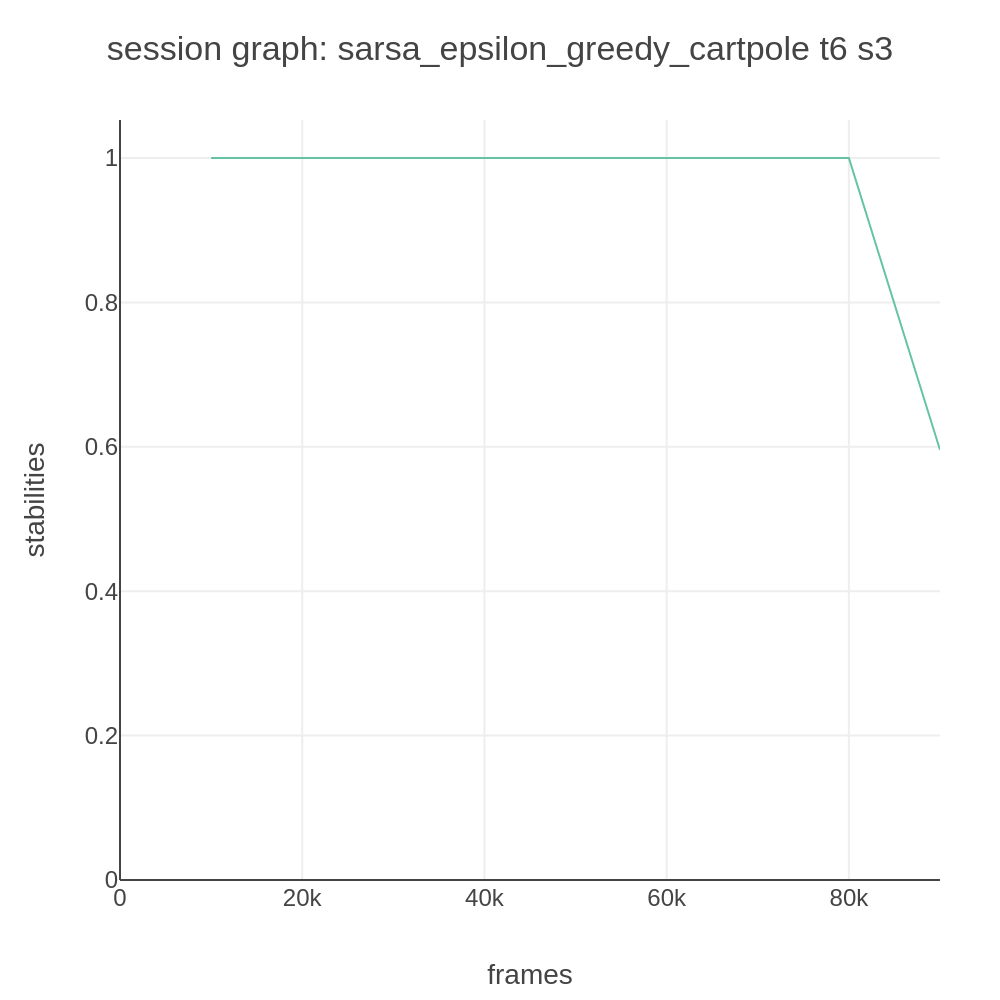 session graph: sarsa_epsilon_greedy_cartpole t6 s3
1
0.8
0.6
0.4
0.2
0
0 20k 40k 60k 80k
stabilities
frames